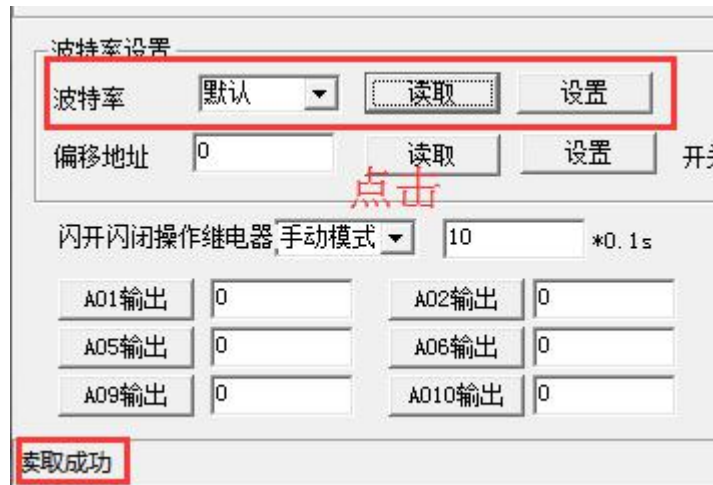 波特率设置
波特率 默认 读取 设置
偏移地址 0 读取 设置 开关
点击
闪开闪闭操作继电器 手动模式 10 *0.1s
A01输出 0 A02输出 0
A05输出 0 A06输出 0
A09输出 0 A010输出 0
读取成功